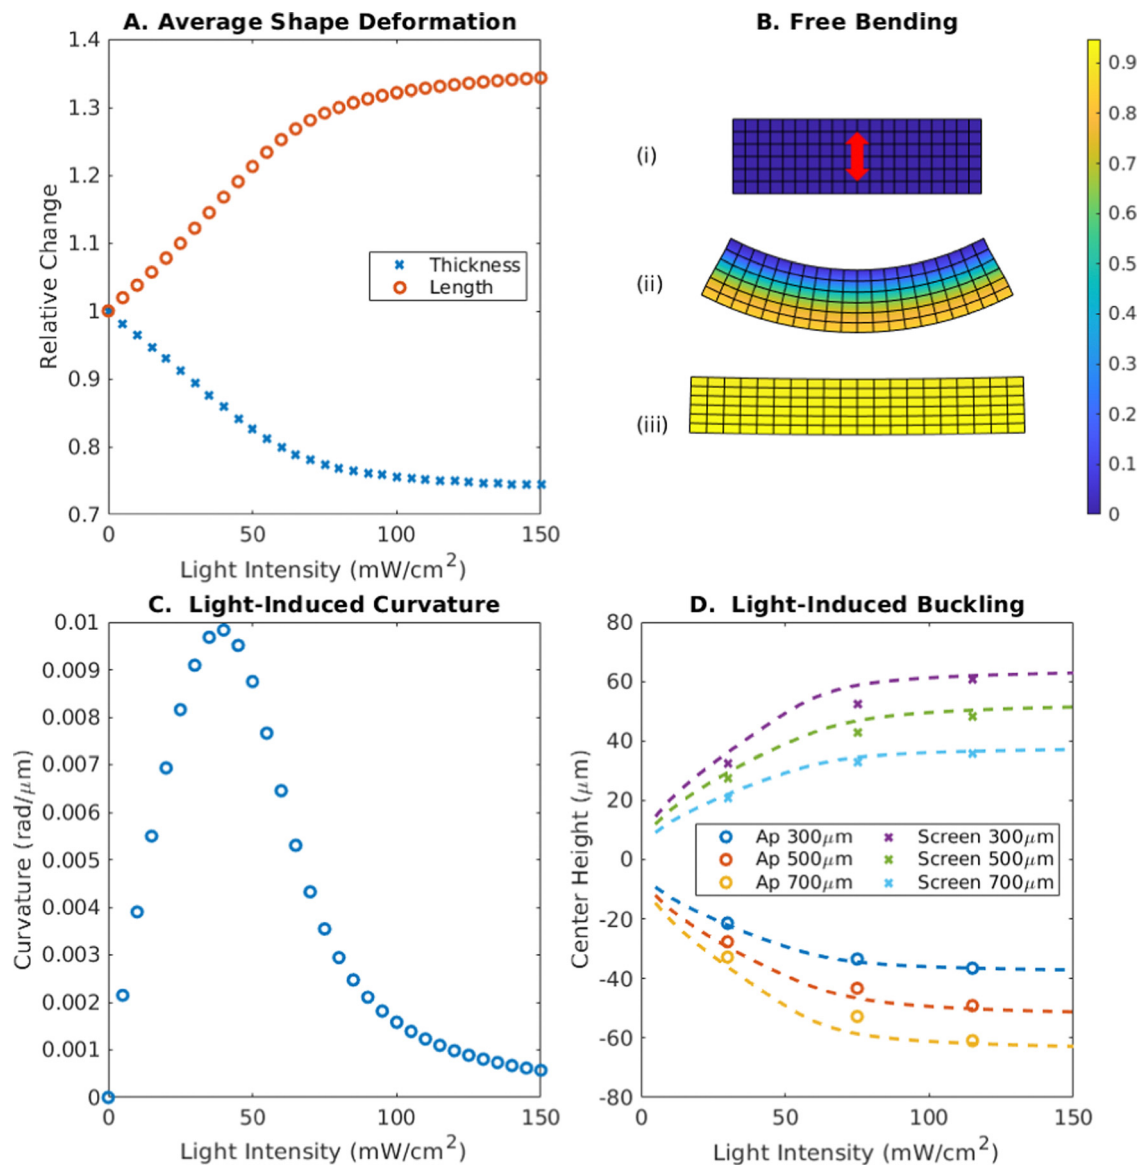 A. Average Shape Deformation
1.4
1.3
1.2
1.1
1
0.9
0.8
0.7
Relative Change
× Thickness
○ Length
0 50 100 150
Light Intensity (mW/cm²)
B. Free Bending
(i)
(ii)
(iii)
0.9
0.8
0.7
0.6
0.5
0.4
0.3
0.2
0.1
0
C. Light-Induced Curvature
0.01
0.009
0.008
0.007
0.006
0.005
0.004
0.003
0.002
0.001
0
Curvature (rad/μm)
0 50 100 150
Light Intensity (mW/cm²)
D. Light-Induced Buckling
80
60
40
20
0
-20
-40
-60
-80
Center Height (μm)
Ap 300μm × Screen 300μm
Ap 500μm × Screen 500μm
Ap 700μm × Screen 700μm
0 50 100 150
Light Intensity (mW/cm²)